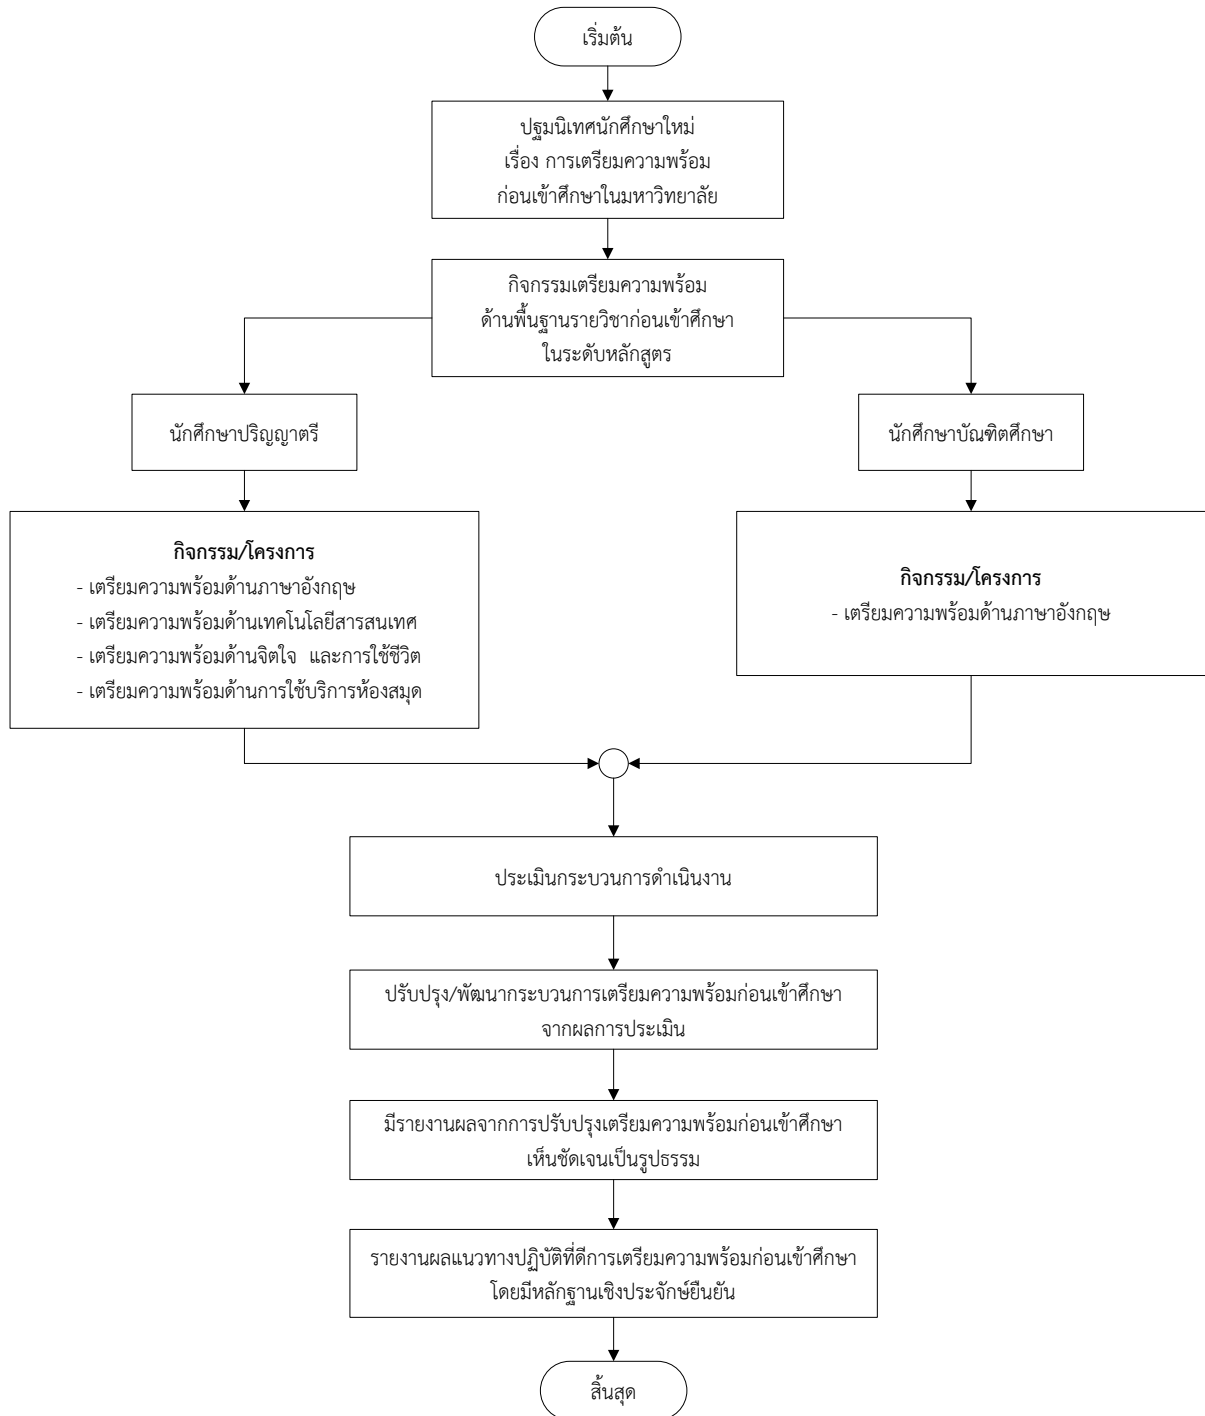 เริ่มต้น
ปฐมนิเทศนักศึกษาใหม่
เรื่อง การเตรียมความพร้อม
ก่อนเข้าศึกษาในมหาวิทยาลัย
กิจกรรมเตรียมความพร้อม
ด้านพื้นฐานรายวิชาก่อนเข้าศึกษา
ในระดับหลักสูตร
นักศึกษาปริญญาตรี
นักศึกษาบัณฑิตศึกษา
กิจกรรม/โครงการ
- เตรียมความพร้อมด้านภาษาอังกฤษ
- เตรียมความพร้อมด้านเทคโนโลยีสารสนเทศ
- เตรียมความพร้อมด้านจิตใจ และการใช้ชีวิต
- เตรียมความพร้อมด้านการใช้บริการห้องสมุด
กิจกรรม/โครงการ
- เตรียมความพร้อมด้านภาษาอังกฤษ
ประเมินกระบวนการดำเนินงาน
ปรับปรุง/พัฒนากระบวนการเตรียมความพร้อมก่อนเข้าศึกษา
จากผลการประเมิน
มีรายงานผลจากการปรับปรุงเตรียมความพร้อมก่อนเข้าศึกษา
เห็นชัดเจนเป็นรูปธรรม
รายงานผลแนวทางปฏิบัติที่ดีการเตรียมความพร้อมก่อนเข้าศึกษา
โดยมีหลักฐานเชิงประจักษ์ยืนยัน
สิ้นสุด